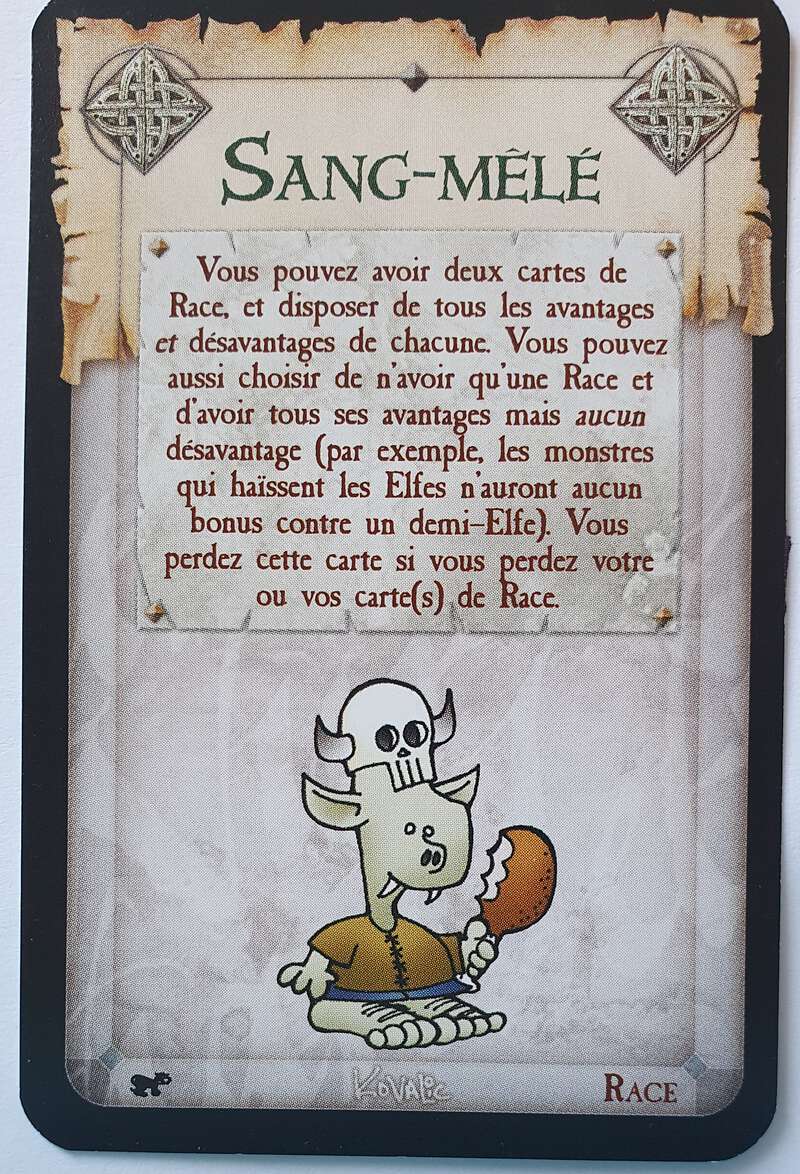 Sang-mêlé
Vous pouvez avoir deux cartes de
Race, et disposer de tous les avantages
et désavantages de chacune. Vous pouvez
aussi choisir de n'avoir qu'une Race et
d'avoir tous ses avantages mais aucun
désavantage (par exemple, les monstres
qui haïssent les Elfes n'auront aucun
bonus contre un demi-Elfe). Vous
perdez cette carte si vous perdez votre
ou vos carte(s) de Race.
Kovalic
Race